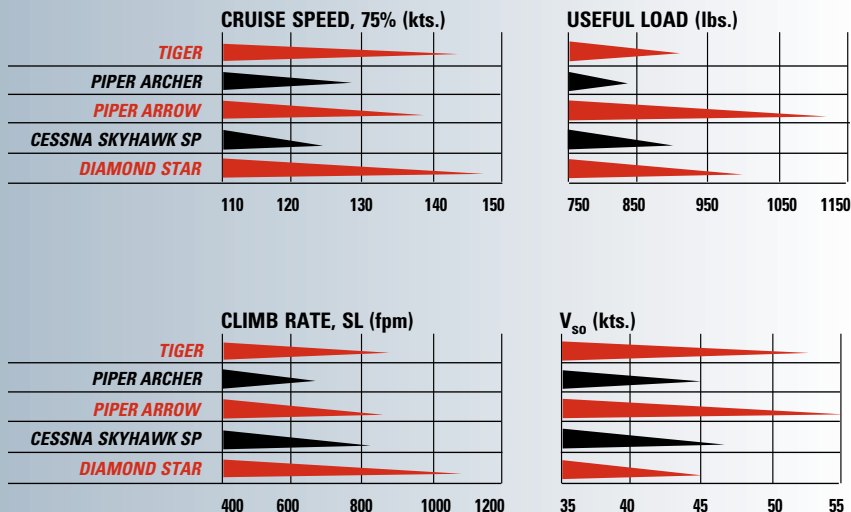 CRUISE SPEED, 75% (kts.)
TIGER
PIPER ARCHER
PIPER ARROW
CESSNA SKYHAWK SP
DIAMOND STAR
110 120 130 140 150
USEFUL LOAD (lbs.)
750 850 950 1050 1150
CLIMB RATE, SL (fpm)
TIGER
PIPER ARCHER
PIPER ARROW
CESSNA SKYHAWK SP
DIAMOND STAR
400 600 800 1000 1200
Vso (kts.)
35 40 45 50 55